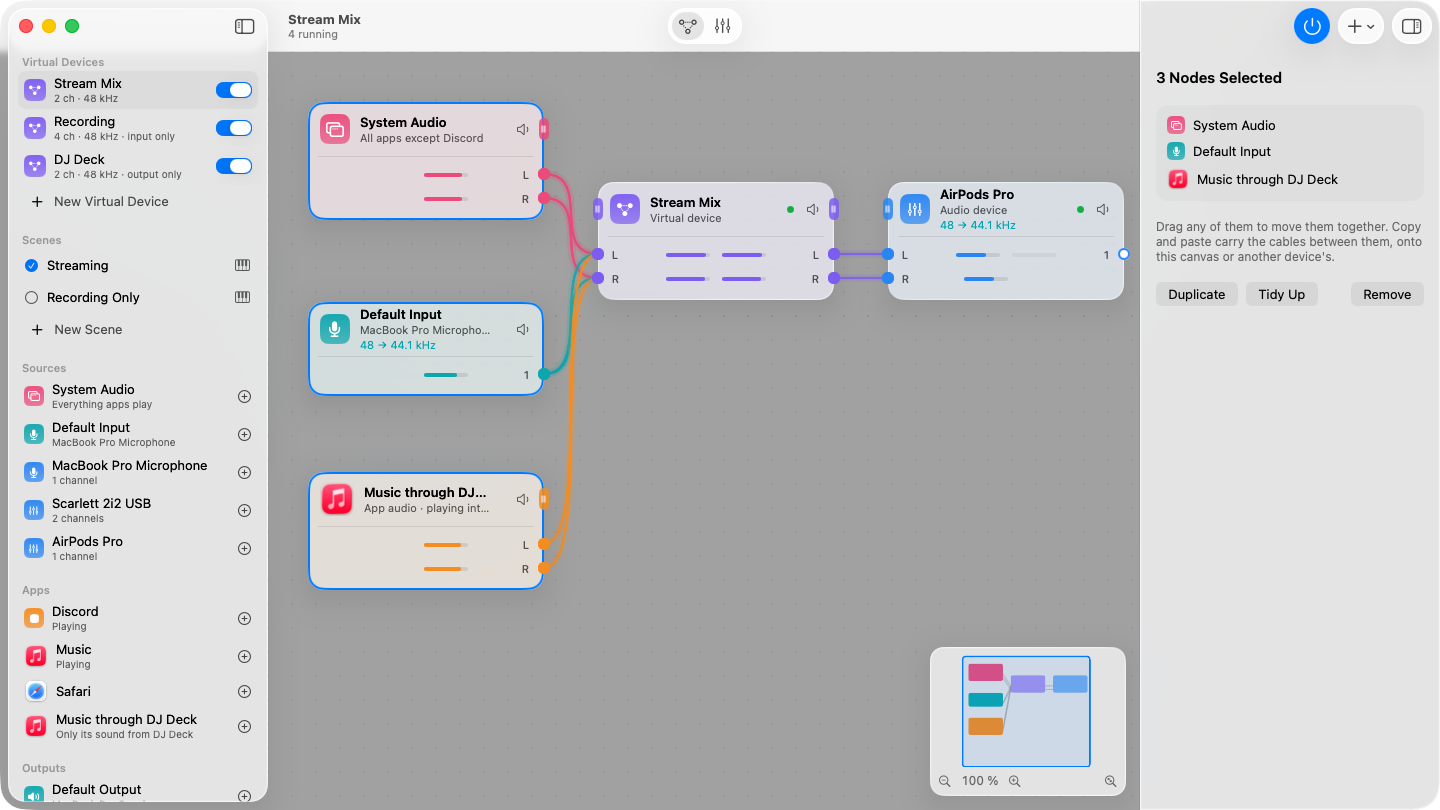 Stream Mix
4 running
Virtual Devices
Stream Mix
2 ch · 48 kHz
Recording
4 ch · 48 kHz · input only
DJ Deck
2 ch · 48 kHz · output only
New Virtual Device
Scenes
Streaming
Recording Only
New Scene
Sources
System Audio
Everything apps play
Default Input
MacBook Pro Microphone
MacBook Pro Microphone
1 channel
Scarlett 2i2 USB
2 channels
AirPods Pro
1 channel
Apps
Discord
Playing
Music
Playing
Safari
Music through DJ Deck
Only its sound from DJ Deck
Outputs
Default Output
System Audio
All apps except Discord
L
R
Default Input
MacBook Pro Micropho...
48 → 44.1 kHz
1
Music through DJ...
App audio · playing int...
L
R
Stream Mix
Virtual device
L L
R R
AirPods Pro
Audio device
48 → 44.1 kHz
L 1
R
100 %
3 Nodes Selected
System Audio
Default Input
Music through DJ Deck
Drag any of them to move them together. Copy
and paste carry the cables between them, onto
this canvas or another device's.
Duplicate Tidy Up Remove